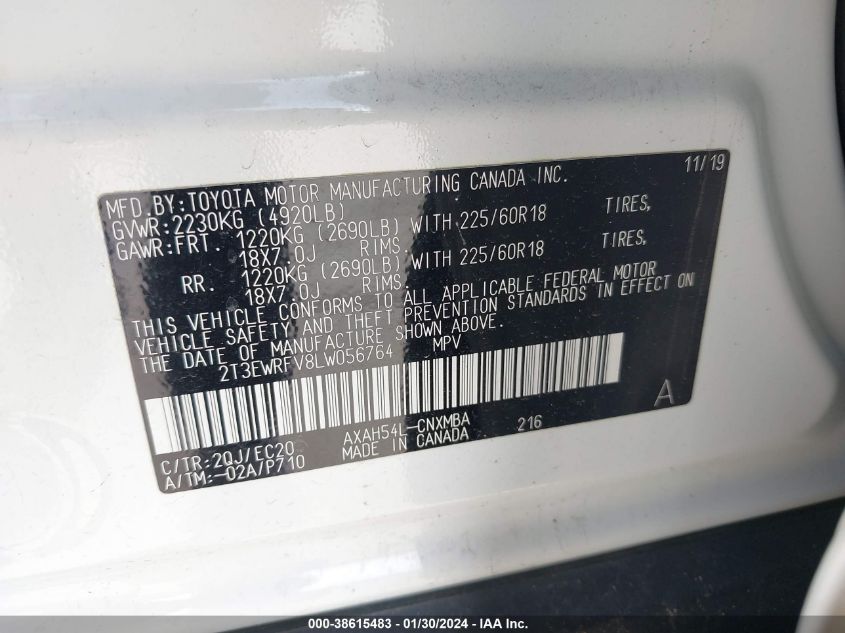 MFD.BY:TOYOTA MOTOR MANUFACTURING CANADA INC. 11/19
GVWR:2230KG (4920LB)
GAWR:FRT. 1220KG (2690LB) WITH 225/60R18 TIRES,
18X7.0J RIMS,
RR. 1220KG (2690LB) WITH 225/60R18 TIRES,
18X7.0J RIMS,
THIS VEHICLE CONFORMS TO ALL APPLICABLE FEDERAL MOTOR
VEHICLE SAFETY AND THEFT PREVENTION STANDARDS IN EFFECT ON
THE DATE OF MANUFACTURE SHOWN ABOVE.
2T3EWRFV8LW056764 MPV
A
C/TR:2QJ/EC20 AXAH54L-CNXMBA 216
A/TM:-02A/P710 MADE IN CANADA
000-38615483 - 01/30/2024 - IAA Inc.